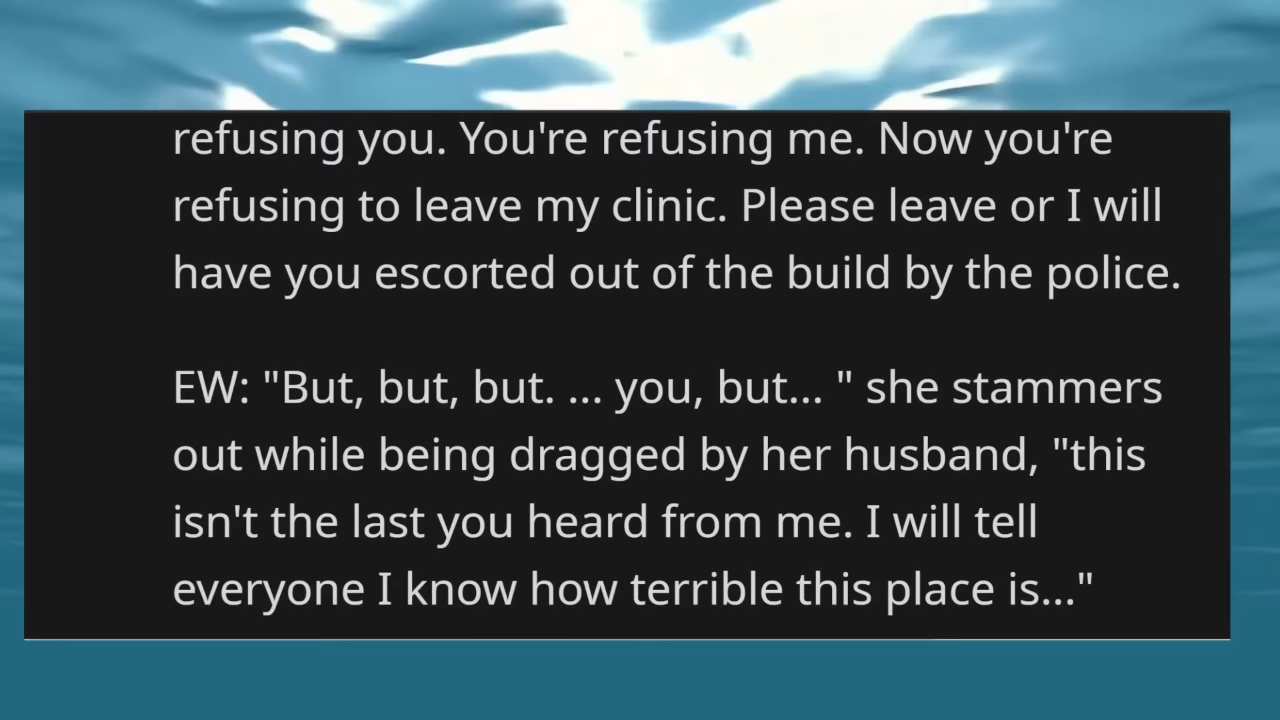 refusing you. You're refusing me. Now you're
refusing to leave my clinic. Please leave or I will
have you escorted out of the build by the police.
EW: "But, but, but. ... you, but... " she stammers
out while being dragged by her husband, "this
isn't the last you heard from me. I will tell
everyone I know how terrible this place is..."